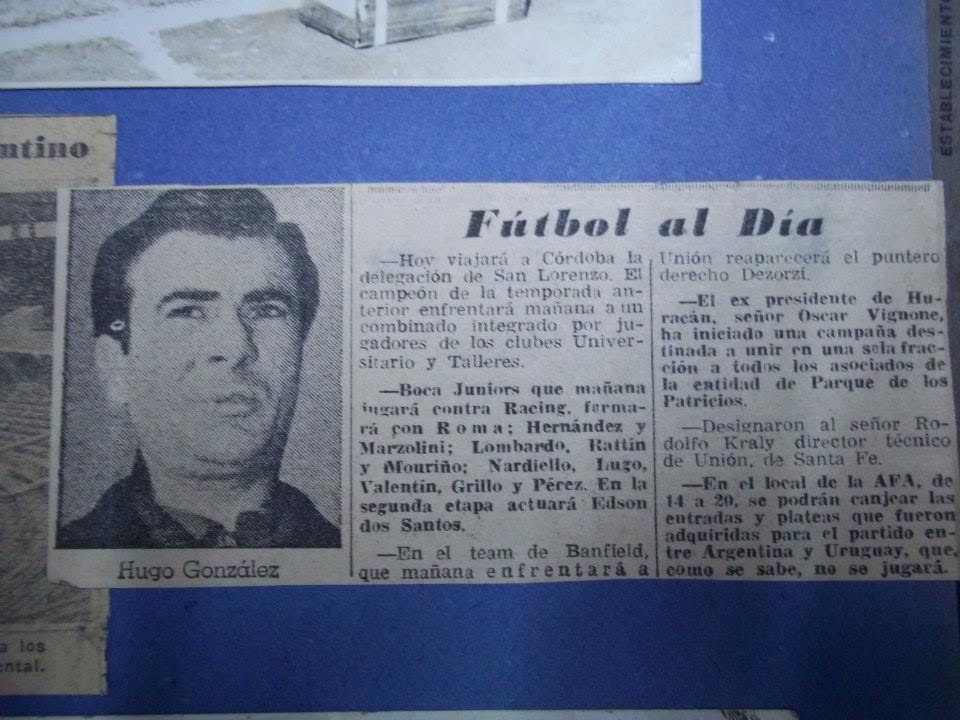 ntino
ESTABLECIMIENTO
Fútbol al Día
—Hoy viajará a Córdoba la
delegación de San Lorenzo. El
campeón de la temporada an-
terior enfrentará mañana a un
combinado integrado por ju-
gadores de los clubes Univer-
sitario y Talleres.
—Boca Juniors que mañana
jugará contra Racing, forma-
rá con Roma; Hernández y
Marzolini; Lombardo, Rattin
y Mouriño; Nardiello, Lugo,
Valentín, Grillo y Pérez. En la
segunda etapa actuará Edson
dos Santos.
—En el team de Banfield,
que mañana enfrentará a
Unión reaparecerá el puntero
derecho Dezorzi.
—El ex presidente de Hu-
racán, señor Oscar Vignone,
ha iniciado una campaña des-
tinada a unir en una sola frac-
ción a todos los asociados de
la entidad de Parque de los
Patricios.
—Designaron al señor Ro-
dolfo Kraly director técnico
de Unión, de Santa Fe.
—En el local de la AFA, de
14 a 20, se podrán canjear las
entradas y plateas que fueron
adquiridas para el partido en-
tre Argentina y Uruguay, que,
como se sabe, no se jugará.
Hugo González
a los
ental.